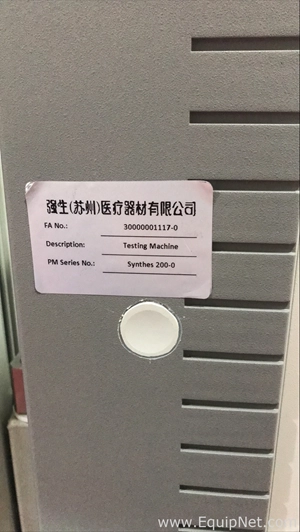 强生(苏州)医疗器材有限公司
FA No.: 30000001117-0
Description: Testing Machine
PM Series No.: Synthes 200-0
www.EquipNet.com